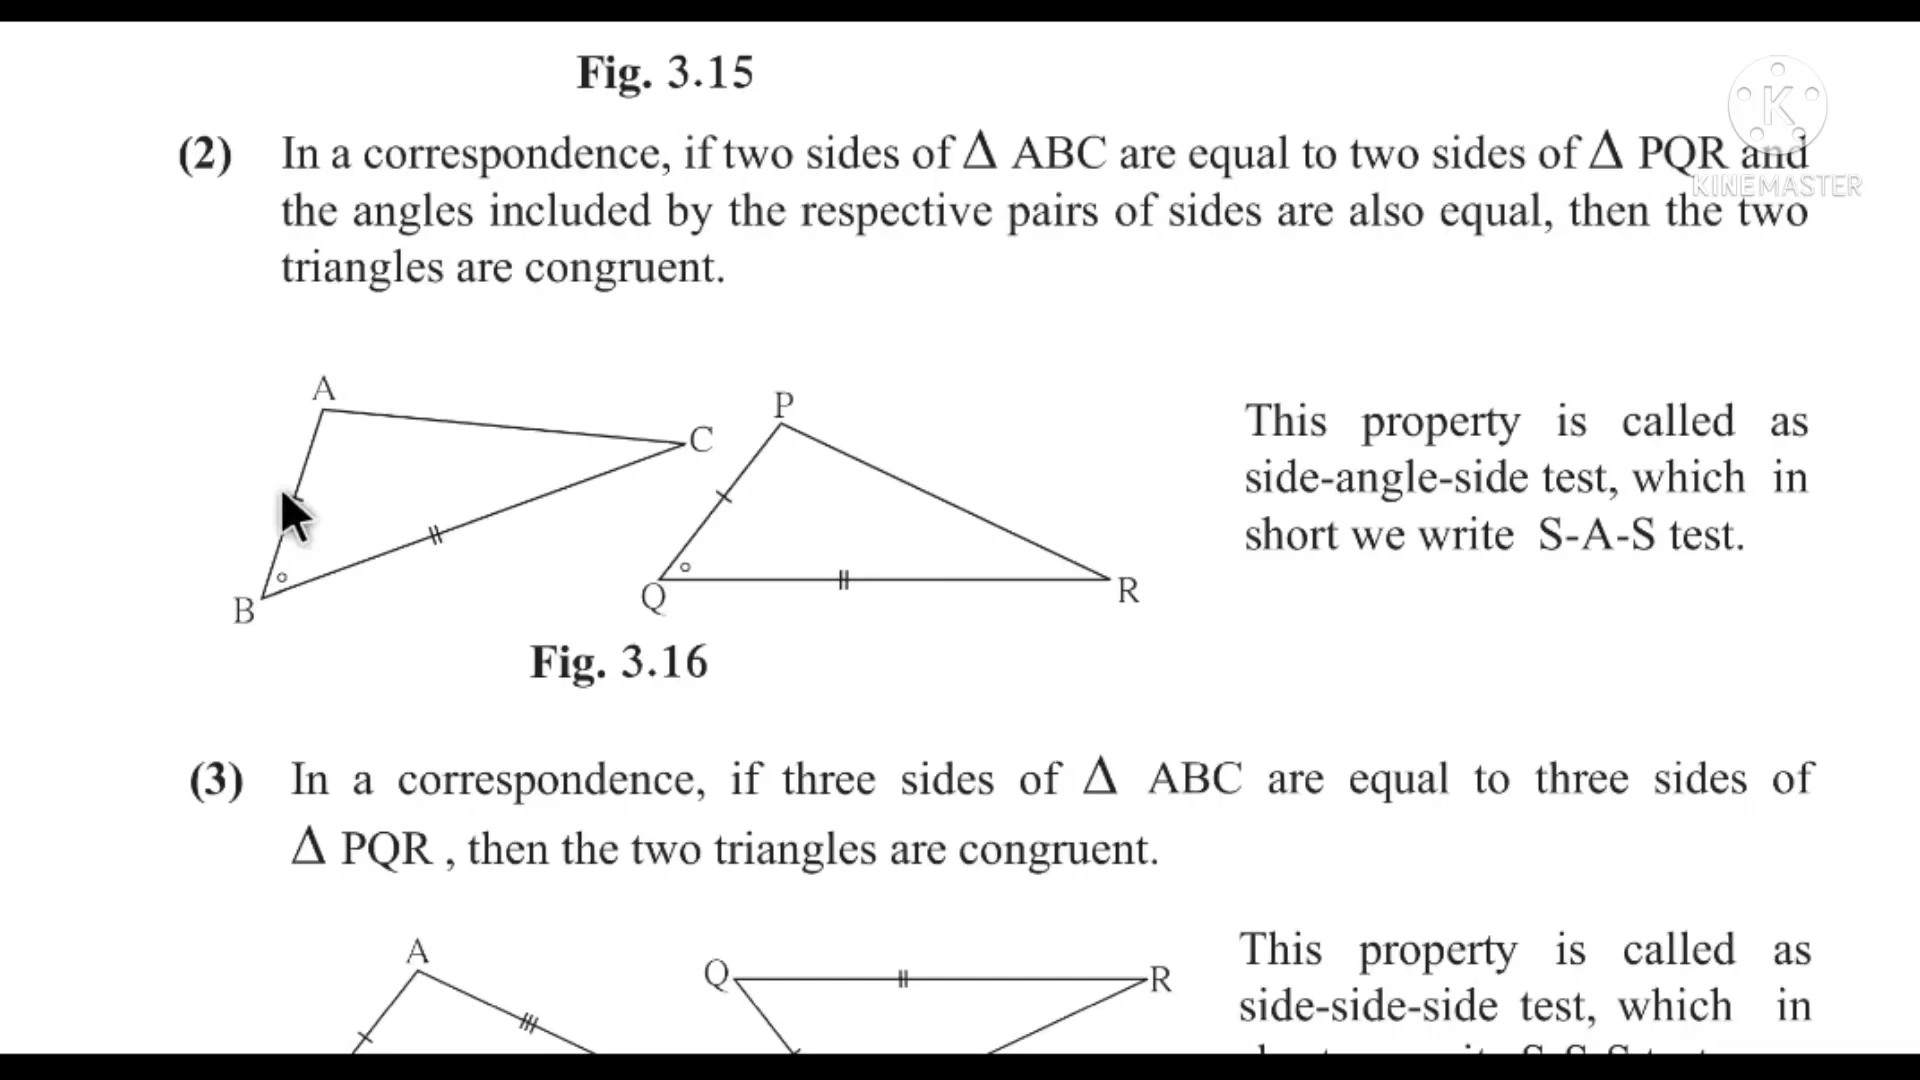 Fig. 3.15
K
KINEMASTER
(2) In a correspondence, if two sides of Δ ABC are equal to two sides of Δ PQR and
the angles included by the respective pairs of sides are also equal, then the two
triangles are congruent.
A
C
B
P
Q
R
This property is called as
side-angle-side test, which in
short we write S-A-S test.
Fig. 3.16
(3) In a correspondence, if three sides of Δ ABC are equal to three sides of
Δ PQR , then the two triangles are congruent.
A
Q
R
This property is called as
side-side-side test, which in